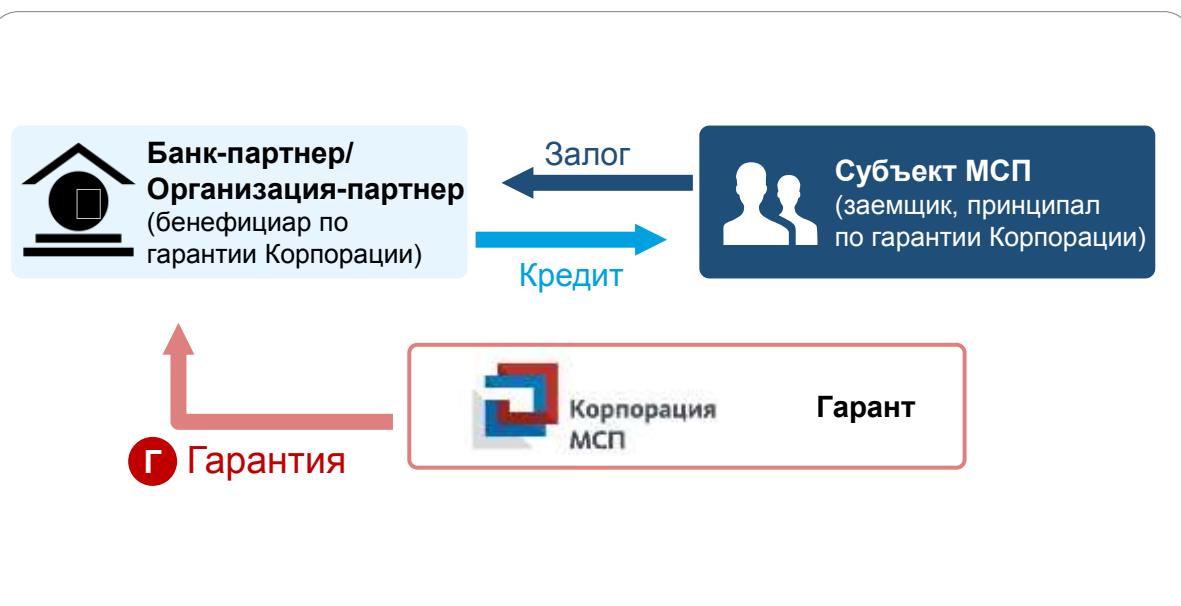 Банк-партнер/
Организация-партнер
(бенефициар по
гарантии Корпорации)
Залог
Кредит
Субъект МСП
(заемщик, принципал
по гарантии Корпорации)
Корпорация
МСП
Гарант
Г Гарантия